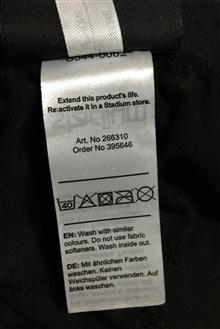 Extend this product's life.
Re:activate it in a Stadium store.
Art. No 266310
Order No 395646
40
EN: Wash with similar
colours. Do not use fabric
softeners. Wash inside out.
DE: Mit ähnlichen Farben
waschen. Keinen
Weichspüler verwenden. Auf
links waschen.